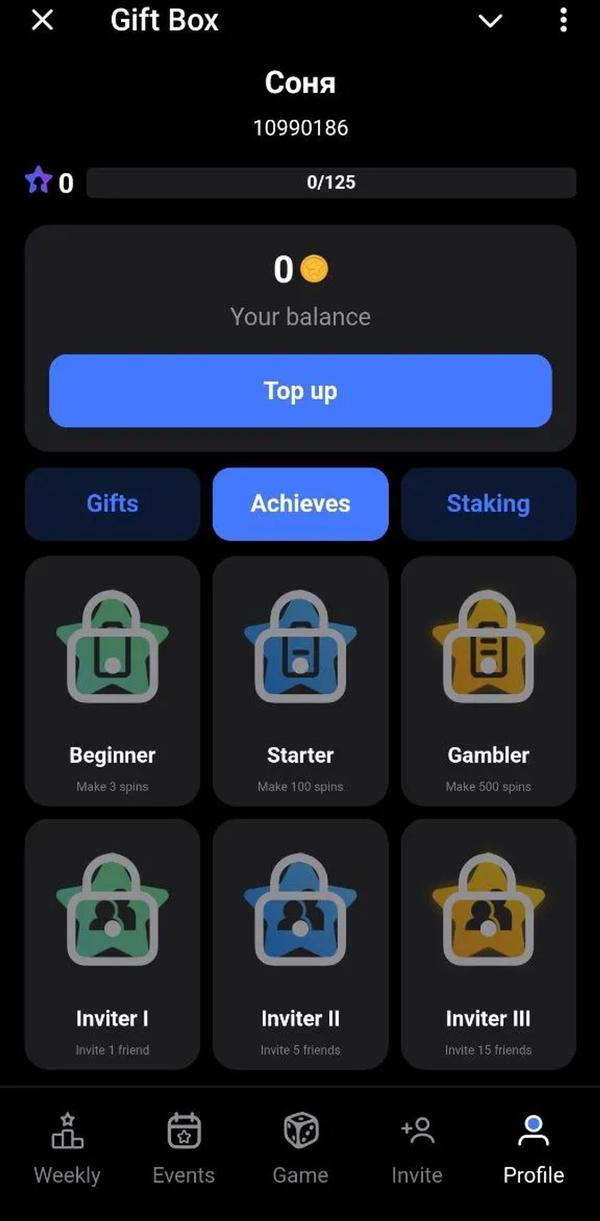 Gift Box
Соня
10990186
0
0/125
0
Your balance
Top up
Gifts
Achieves
Staking
Beginner
Make 3 spins
Starter
Make 100 spins
Gambler
Make 500 spins
Inviter I
Invite 1 friend
Inviter II
Invite 5 friends
Inviter III
Invite 15 friends
Weekly
Events
Game
Invite
Profile